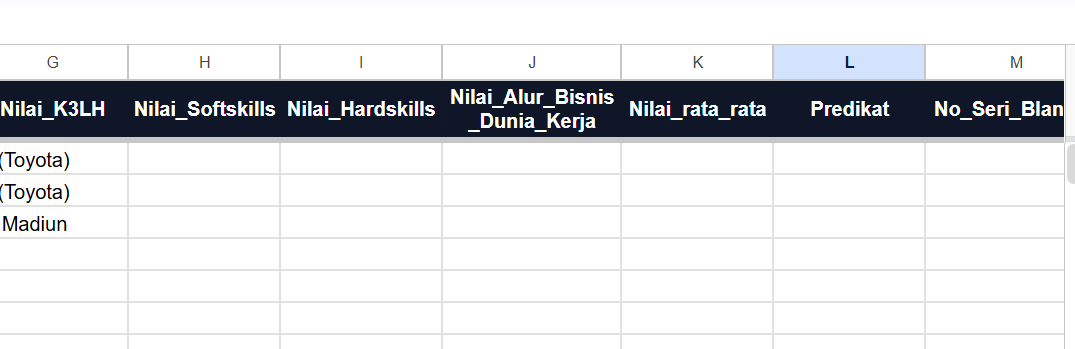 G H I J K L M
Nilai_K3LH Nilai_Softskills Nilai_Hardskills Nilai_Alur_Bisnis _Dunia_Kerja Nilai_rata_rata Predikat No_Seri_Blan
(Toyota)
(Toyota)
Madiun